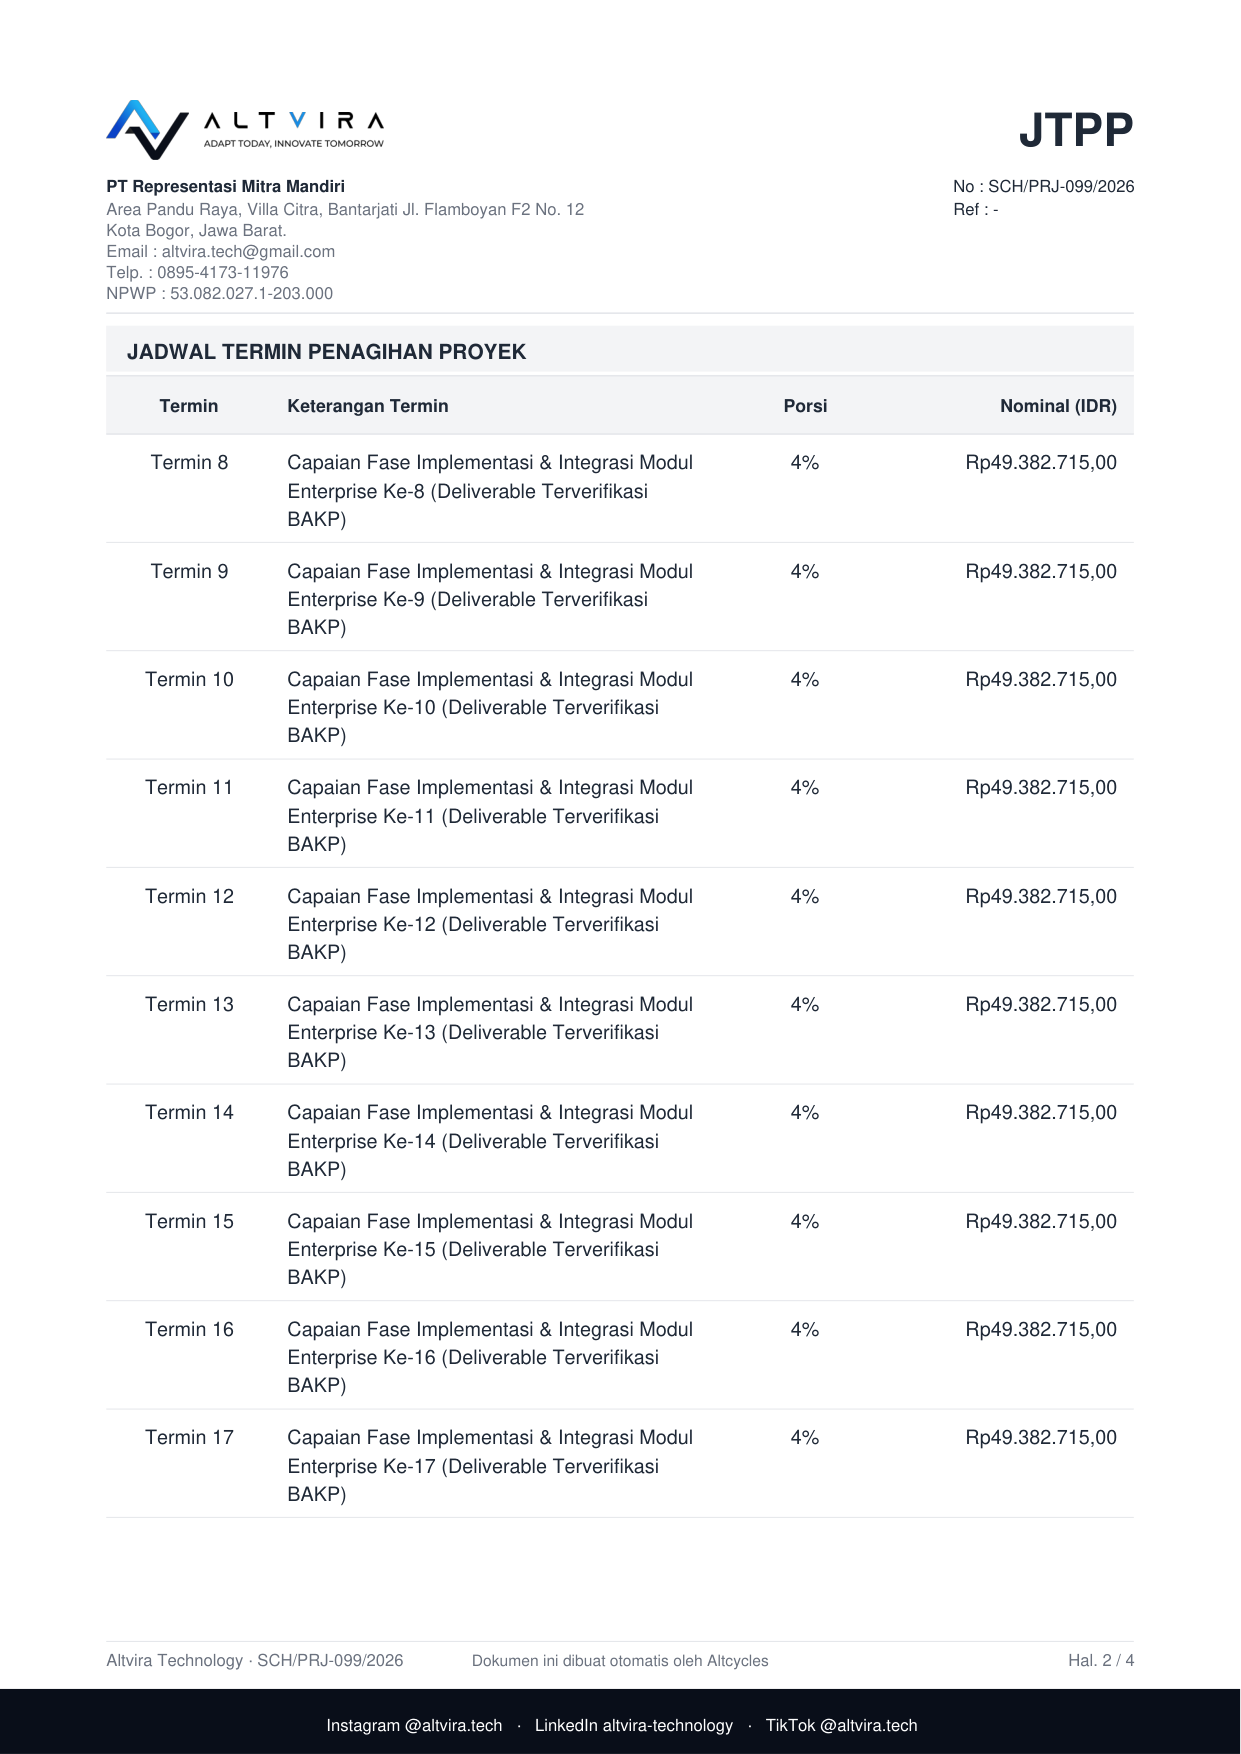 ALTVIRA
ADAPT TODAY, INNOVATE TOMORROW
JTPP
PT Representasi Mitra Mandiri
Area Pandu Raya, Villa Citra, Bantarjati Jl. Flamboyan F2 No. 12
Kota Bogor, Jawa Barat.
Email : altvira.tech@gmail.com
Telp. : 0895-4173-11976
NPWP : 53.082.027.1-203.000
No : SCH/PRJ-099/2026
Ref : -
JADWAL TERMIN PENAGIHAN PROYEK
Termin Keterangan Termin Porsi Nominal (IDR)
Termin 8 Capaian Fase Implementasi & Integrasi Modul 4% Rp49.382.715,00
Enterprise Ke-8 (Deliverable Terverifikasi
BAKP)
Termin 9 Capaian Fase Implementasi & Integrasi Modul 4% Rp49.382.715,00
Enterprise Ke-9 (Deliverable Terverifikasi
BAKP)
Termin 10 Capaian Fase Implementasi & Integrasi Modul 4% Rp49.382.715,00
Enterprise Ke-10 (Deliverable Terverifikasi
BAKP)
Termin 11 Capaian Fase Implementasi & Integrasi Modul 4% Rp49.382.715,00
Enterprise Ke-11 (Deliverable Terverifikasi
BAKP)
Termin 12 Capaian Fase Implementasi & Integrasi Modul 4% Rp49.382.715,00
Enterprise Ke-12 (Deliverable Terverifikasi
BAKP)
Termin 13 Capaian Fase Implementasi & Integrasi Modul 4% Rp49.382.715,00
Enterprise Ke-13 (Deliverable Terverifikasi
BAKP)
Termin 14 Capaian Fase Implementasi & Integrasi Modul 4% Rp49.382.715,00
Enterprise Ke-14 (Deliverable Terverifikasi
BAKP)
Termin 15 Capaian Fase Implementasi & Integrasi Modul 4% Rp49.382.715,00
Enterprise Ke-15 (Deliverable Terverifikasi
BAKP)
Termin 16 Capaian Fase Implementasi & Integrasi Modul 4% Rp49.382.715,00
Enterprise Ke-16 (Deliverable Terverifikasi
BAKP)
Termin 17 Capaian Fase Implementasi & Integrasi Modul 4% Rp49.382.715,00
Enterprise Ke-17 (Deliverable Terverifikasi
BAKP)
Altvira Technology · SCH/PRJ-099/2026 Dokumen ini dibuat otomatis oleh Altcycles Hal. 2 / 4
Instagram @altvira.tech · LinkedIn altvira-technology · TikTok @altvira.tech